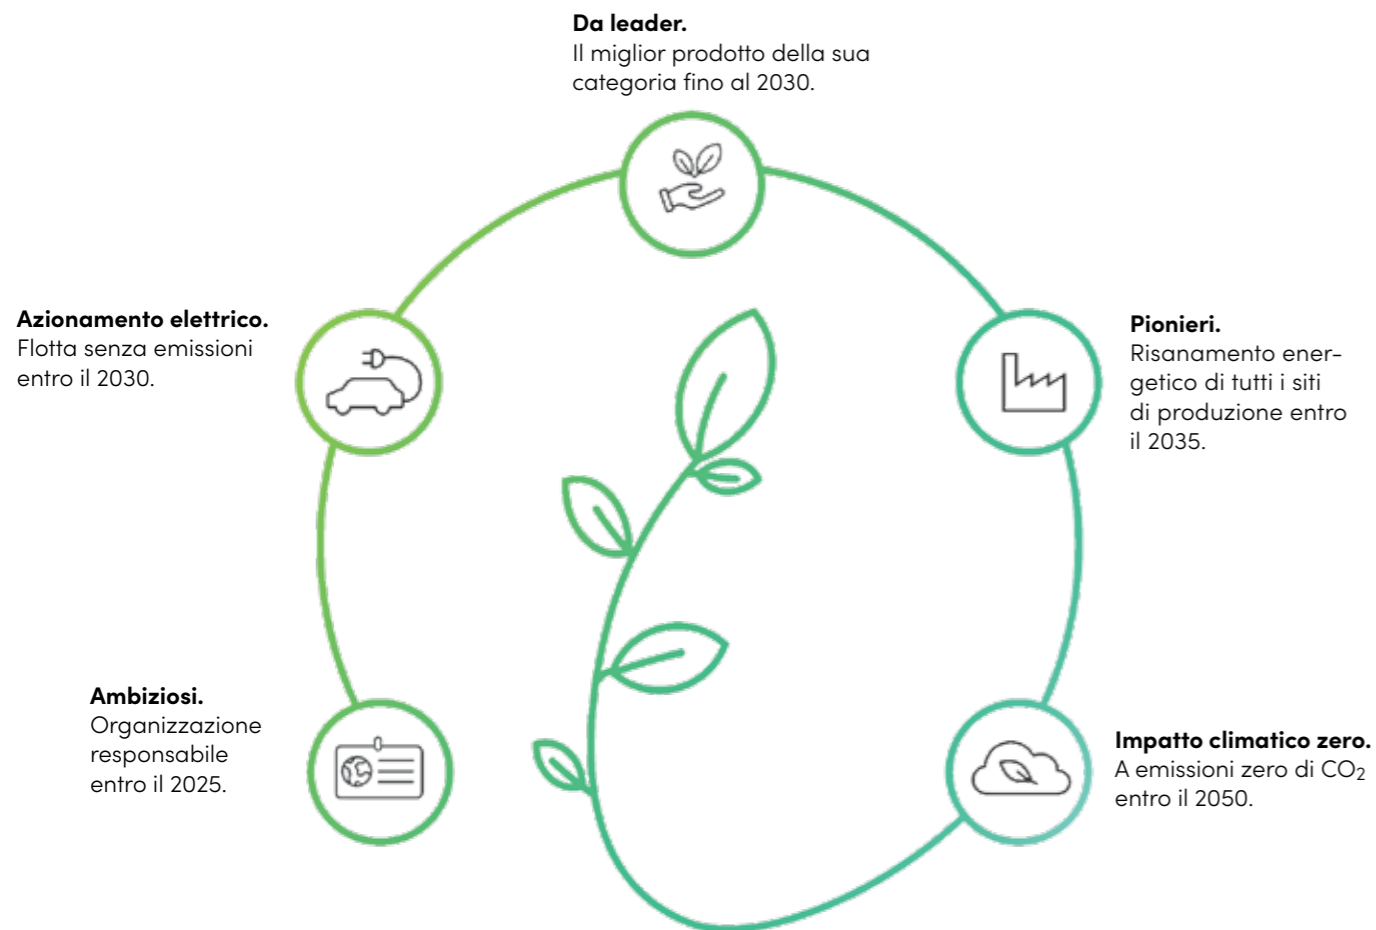 Da leader.
Il miglior prodotto della sua
categoria fino al 2030.
Azionamento elettrico.
Flotta senza emissioni
entro il 2030.
Pionieri.
Risanamento ener-
getico di tutti i siti
di produzione entro
il 2035.
Ambiziosi.
Organizzazione
responsabile
entro il 2025.
Impatto climatico zero.
A emissioni zero di CO₂
entro il 2050.